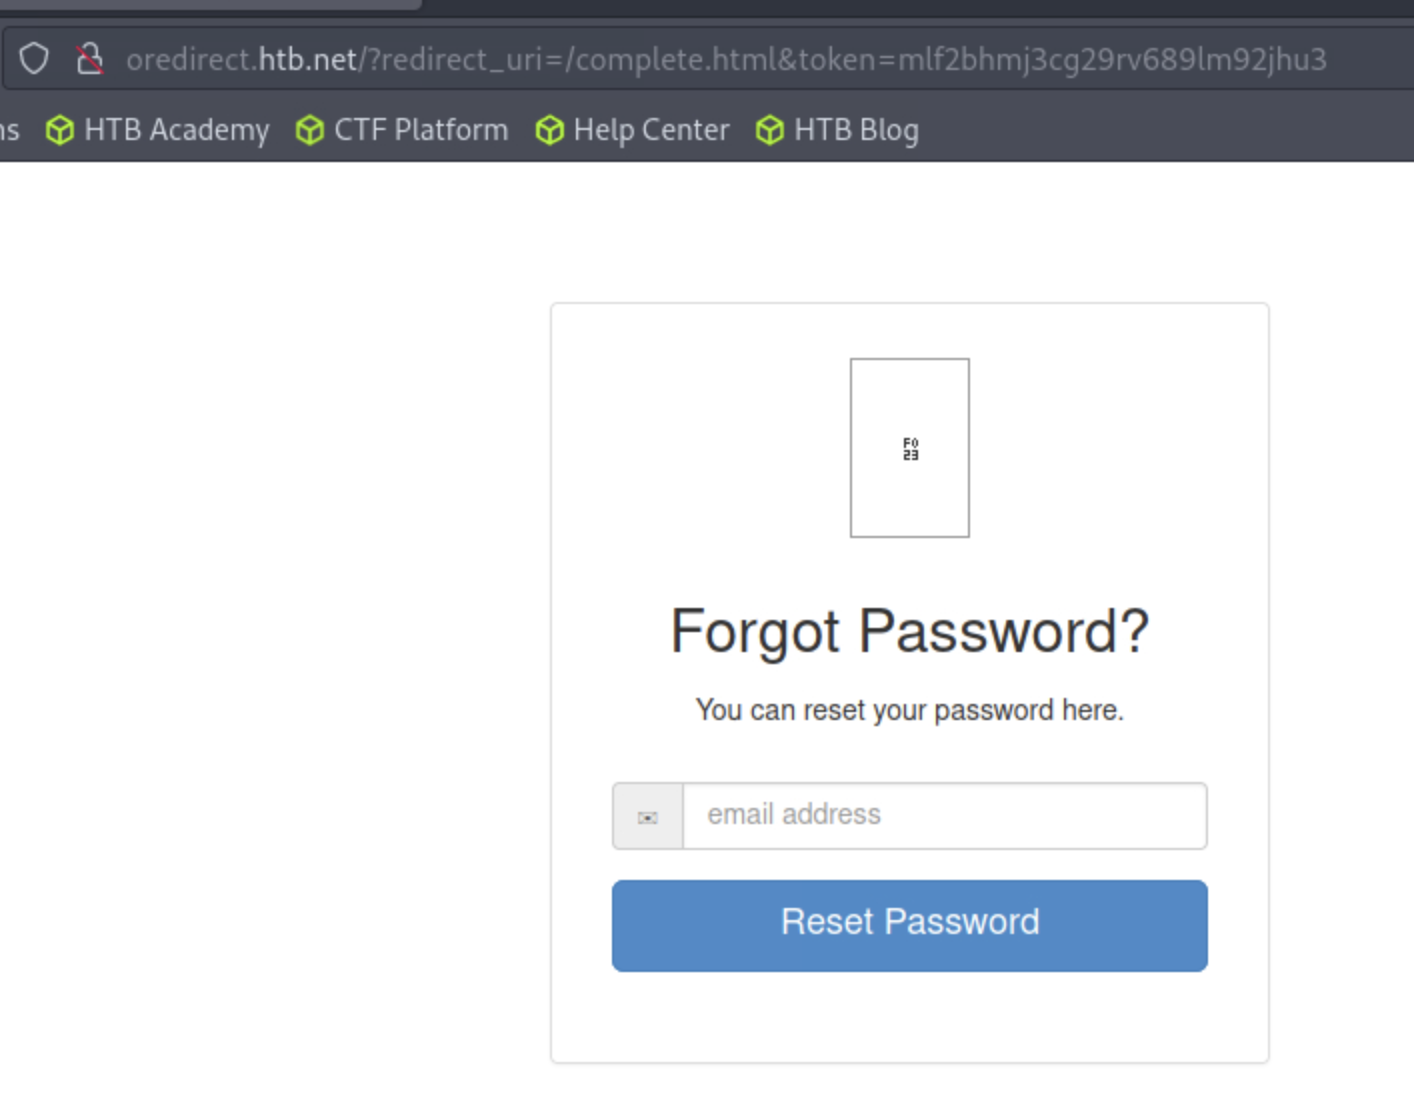 oredirect.htb.net/?redirect_uri=/complete.html&token=mlf2bhmj3cg29rv689lm92jhu3
ns HTB Academy CTF Platform Help Center HTB Blog
F0
23
Forgot Password?
You can reset your password here.
email address
Reset Password